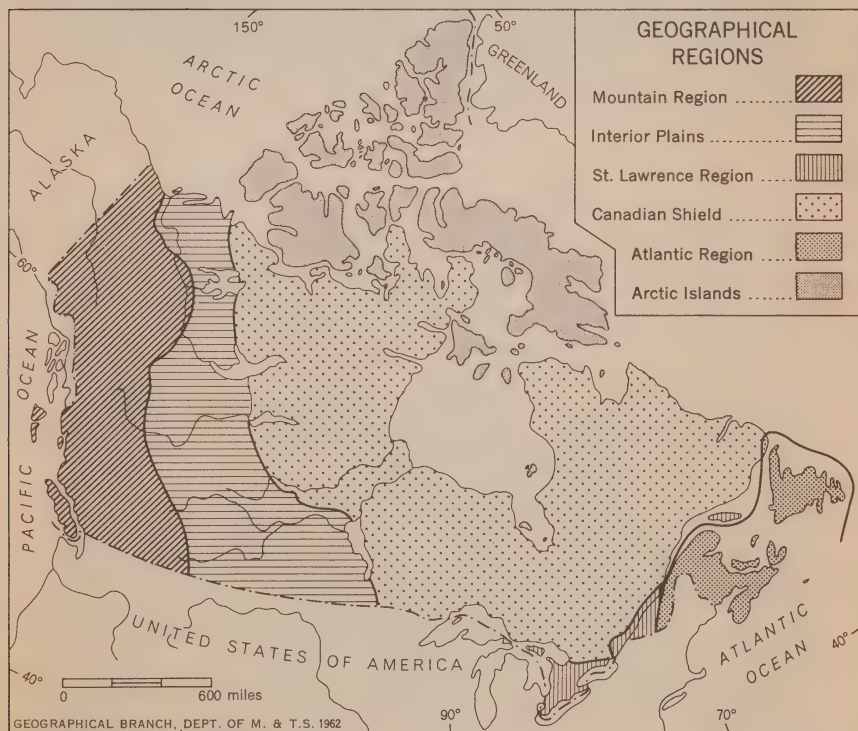 150°
50°
ARCTIC
OCEAN
GREENLAND
ALASKA
60°
PACIFIC OCEAN
GEOGRAPHICAL
REGIONS
Mountain Region ..........
Interior Plains ..............
St. Lawrence Region
Canadian Shield ..........
Atlantic Region ......
Arctic Islands ........
UNITED STATES OF AMERICA
ATLANTIC
OCEAN
40°
40°
0 600 miles
90°
70°
GEOGRAPHICAL BRANCH, DEPT. OF M. & T.S. 1962